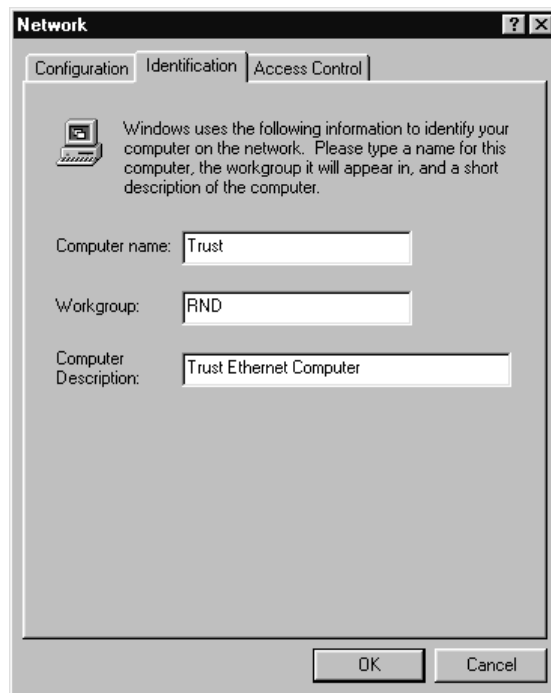 Network
Configuration Identification Access Control
Windows uses the following information to identify your
computer on the network. Please type a name for this
computer, the workgroup it will appear in, and a short
description of the computer.
Computer name: Trust
Workgroup: RND
Computer
Description: Trust Ethernet Computer
OK Cancel